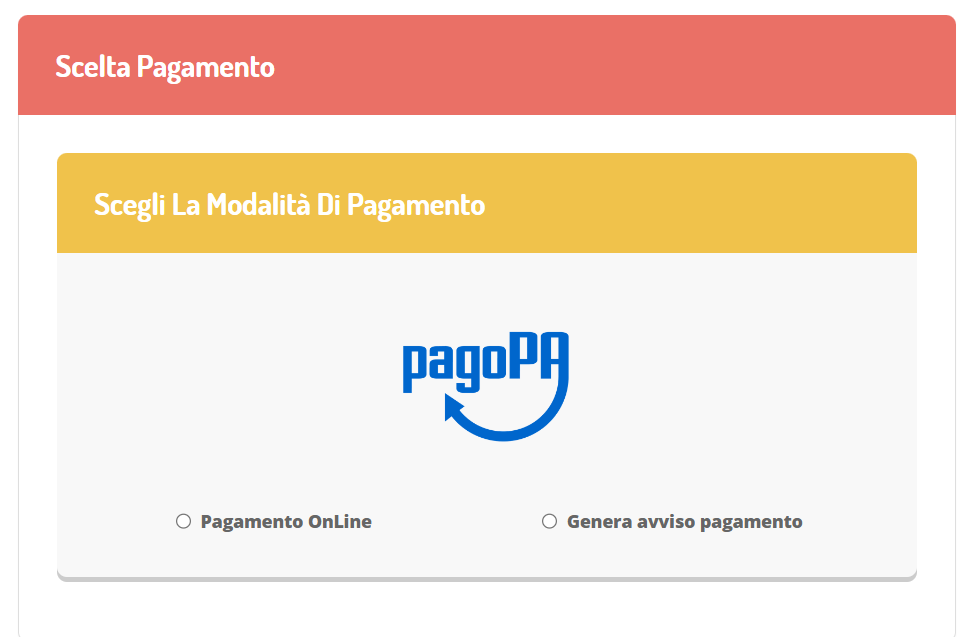 Scelta Pagamento
Scegli La Modalità Di Pagamento
pagoPA
Pagamento OnLine
Genera avviso pagamento